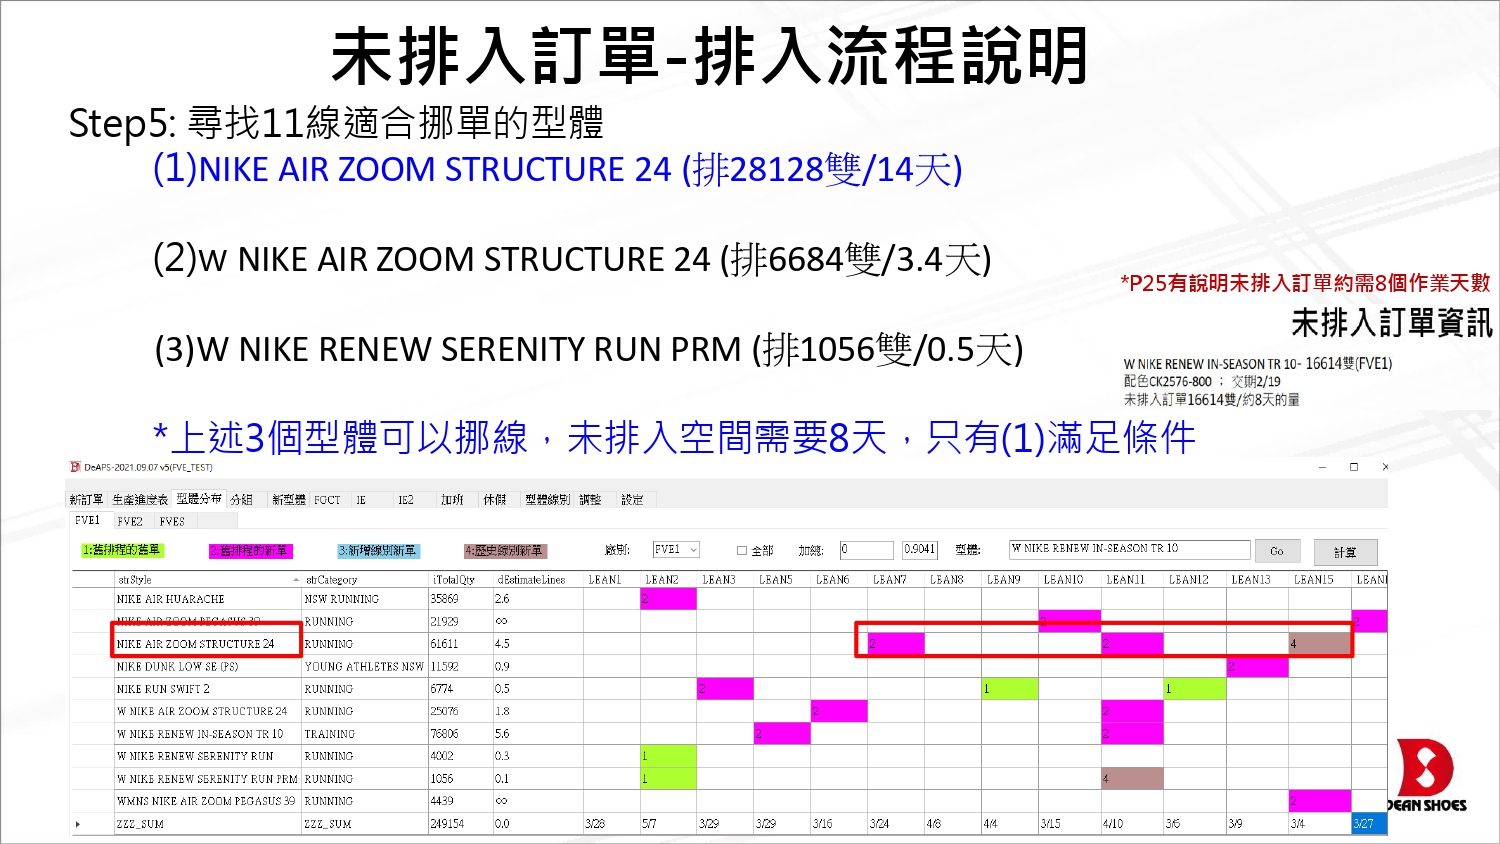 未排入訂單-排入流程說明
Step5: 尋找11線適合挪單的型體
(1)NIKE AIR ZOOM STRUCTURE 24 (排28128雙/14天)
(2)W NIKE AIR ZOOM STRUCTURE 24 (排6684雙/3.4天)
(3)W NIKE RENEW SERENITY RUN PRM (排1056雙/0.5天)
*P25有說明未排入訂單約需8個作業天數
未排入訂單資訊
W NIKE RENEW IN-SEASON TR 10- 16614雙(FVE1)
配色CK2576-800 ； 交期2/19
未排入訂單16614雙/約8天的量
*上述3個型體可以挪線，未排入空間需要8天，只有(1)滿足條件
DeAPS-2021.09.07 v5(FVE_TEST)
新訂單 生產進度表 型體分布 分組 新型體 FGCT IE IE2 加班 休假 型體線別 調整 設定
FVE1 FVE2 FVES
1:舊排程的舊單 2:舊排程的新單 3:新增線別新單 4:歷史線別新單 廠別: FVE1 全部 加總: 0 0.9041 型體: W NIKE RENEW IN-SEASON TR 10 Go 計算
strStyle strCategory iTotalQty dEstimateLines LEAN1 LEAN2 LEAN3 LEAN5 LEAN6 LEAN7 LEAN8 LEAN9 LEAN10 LEAN11 LEAN12 LEAN13 LEAN15 LEAN
NIKE AIR HUARACHE NSW RUNNING 35869 2.6 2
NIKE AIR ZOOM PEGASUS 39 RUNNING 21929 ∞ 2 2
NIKE AIR ZOOM STRUCTURE 24 RUNNING 61611 4.5 2 2 4
NIKE DUNK LOW SE (PS) YOUNG ATHLETES NSW 11592 0.9 2
NIKE RUN SWIFT 2 RUNNING 6774 0.5 2 1 1
W NIKE AIR ZOOM STRUCTURE 24 RUNNING 25076 1.8 2 2
W NIKE RENEW IN-SEASON TR 10 TRAINING 76806 5.6 2 2
W NIKE RENEW SERENITY RUN RUNNING 4002 0.3 1
W NIKE RENEW SERENITY RUN PRM RUNNING 1056 0.1 1 4
WMNS NIKE AIR ZOOM PEGASUS 39 RUNNING 4439 ∞ 2
ZZZ_SUM ZZZ_SUM 249154 0.0 3/28 5/7 3/29 3/29 3/16 3/24 4/8 4/4 3/15 4/10 3/6 3/9 3/4 3/27
DEAN SHOES